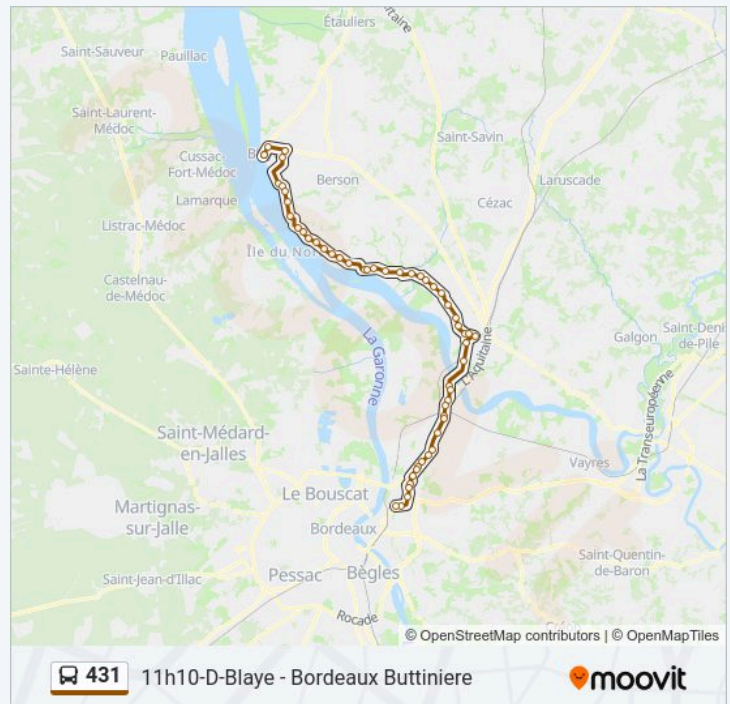 Étauliers
Saint-Sauveur
Pauillac
Saint-Laurent-
Médoc
Saint-Savin
Cussac-
Fort-Médoc
Berson
Laruscade
Lamarque
Cézac
Listrac-Médoc
Castelnau-
de-Médoc
La Garonne
L'Aquitaine
Galgon
Saint-Denis
de-Pile
Sainte-Hélène
La Transeuropéenne
Saint-Médard-
en-Jalles
Vayres
Le Bouscat
Martignas-
sur-Jalle
Bordeaux
Saint-Jean-d'Illac
Pessac
Bègles
Saint-Quentin-
de-Baron
Rocade
© OpenStreetMap contributors | © OpenMapTiles
431 11h10-D-Blaye - Bordeaux Buttiniere
moovit